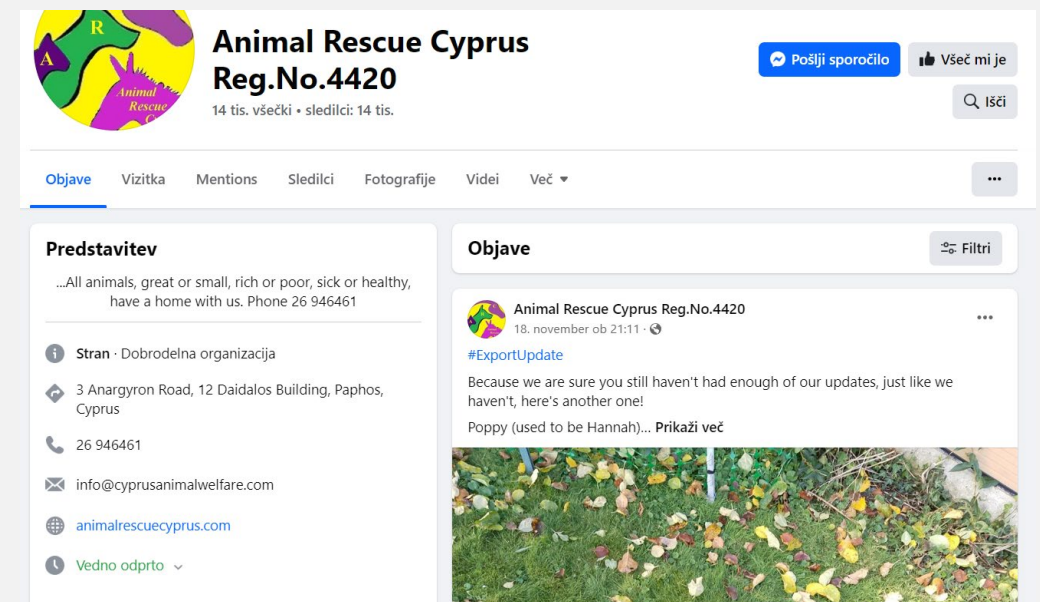 A
R
Animal
Rescue
C
Animal Rescue Cyprus
Reg.No.4420
14 tis. všečki • sledilci: 14 tis.
Pošlji sporočilo
Všeč mi je
Išči
Objave Vizitka Mentions Sledilci Fotografije Videi Več
Predstavitev
...All animals, great or small, rich or poor, sick or healthy,
have a home with us. Phone 26 946461
Stran · Dobrodelna organizacija
3 Anargyron Road, 12 Daidalos Building, Paphos,
Cyprus
26 946461
info@cyprusanimalwelfare.com
animalrescuecyprus.com
Vedno odprto
Objave
Filtri
Animal Rescue Cyprus Reg.No.4420
18. november ob 21:11 ·
#ExportUpdate
Because we are sure you still haven't had enough of our updates, just like we
haven't, here's another one!
Poppy (used to be Hannah)... Prikaži več